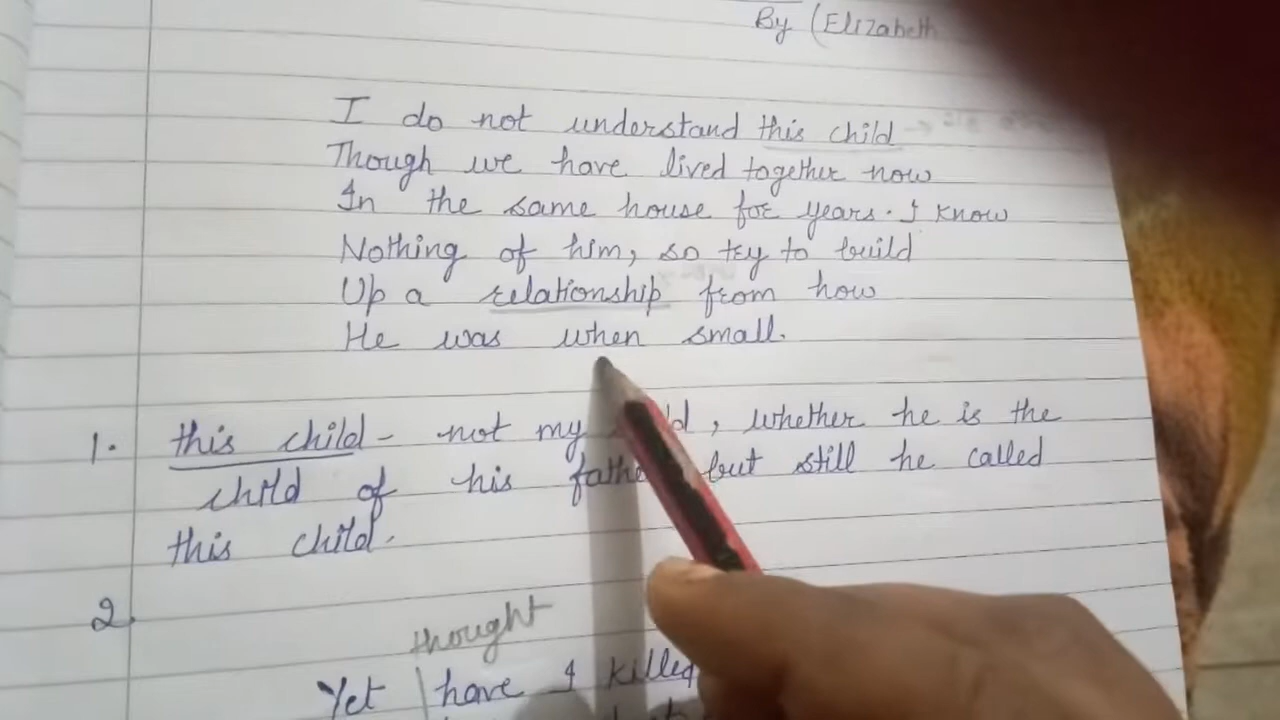 By (Elizabeth
I do not understand this child
Though we have lived together now
In the same house for years. I know
Nothing of him, so try to build
Up a relationship from how
He was when small.
1. this child - not my , whether he is the
child of his but still he called
this child.
2.
thought
Yet have I killed